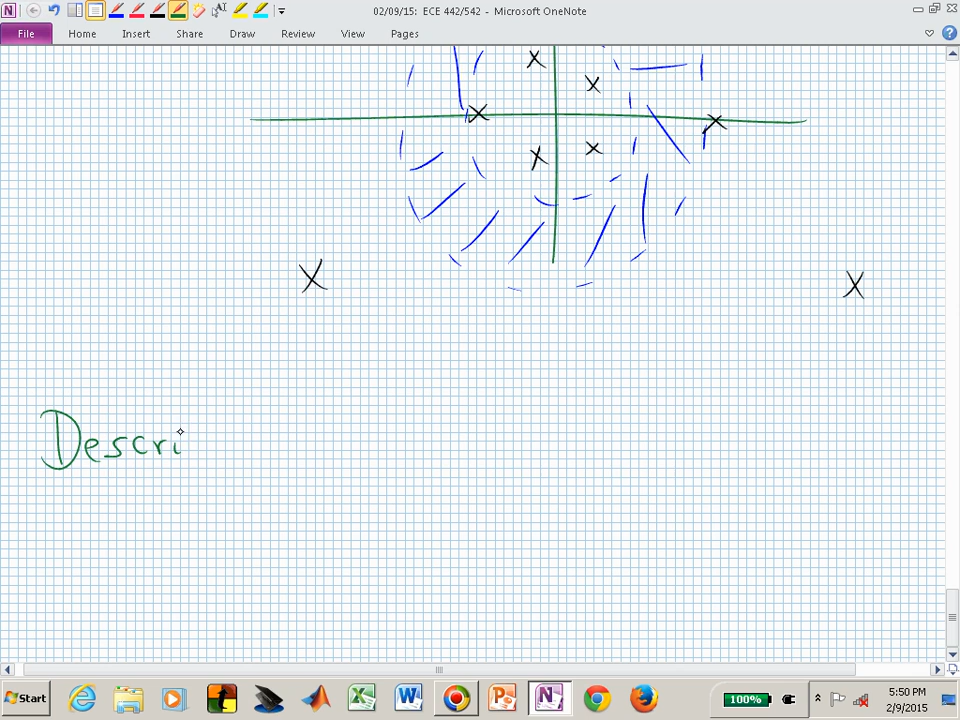 02/09/15: ECE 442/542 - Microsoft OneNote
File Home Insert Share Draw Review View Pages
x x
x x
x x
X X
Descri
100%
5:50 PM
2/9/2015
Start